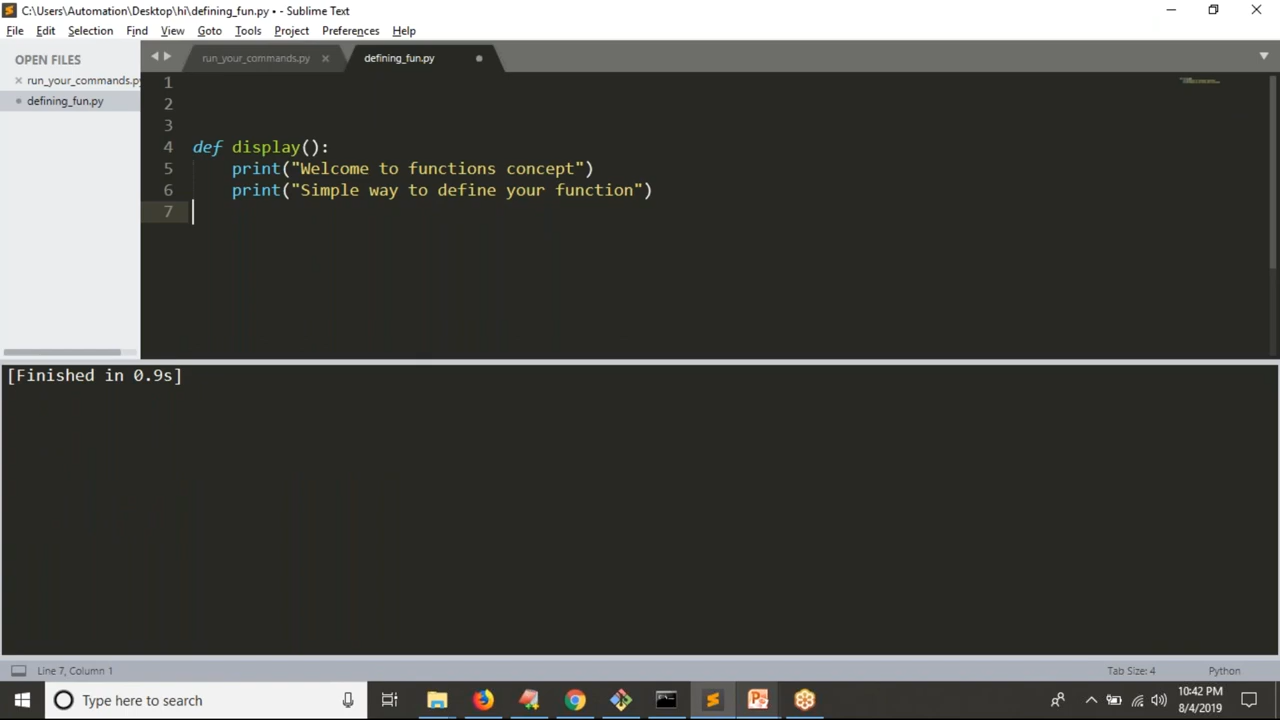 C:\Users\Automation\Desktop\hi\defining_fun.py • - Sublime Text
File Edit Selection Find View Goto Tools Project Preferences Help
OPEN FILES
run_your_commands.py
defining_fun.py
run_your_commands.py
defining_fun.py
1
2
3
4 def display():
5 print("Welcome to functions concept")
6 print("Simple way to define your function")
7
[Finished in 0.9s]
Line 7, Column 1
Tab Size: 4
Python
Type here to search
10:42 PM
8/4/2019